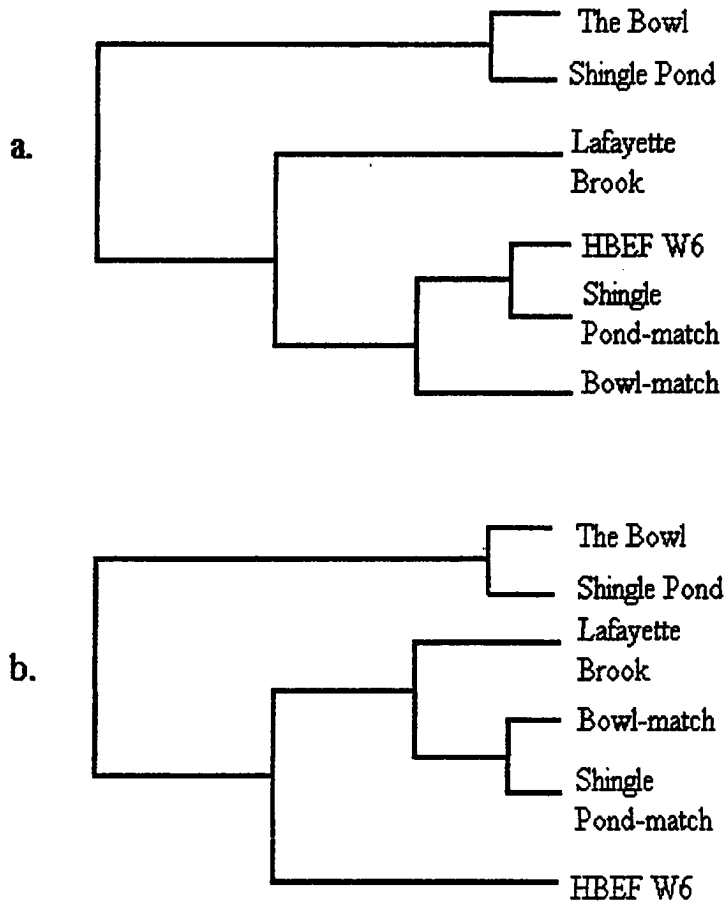 The Bowl
Shingle Pond
a.
Lafayette
Brook
HBEF W6
Shingle
Pond-match
Bowl-match
The Bowl
Shingle Pond
Lafayette
Brook
b.
Bowl-match
Shingle
Pond-match
HBEF W6